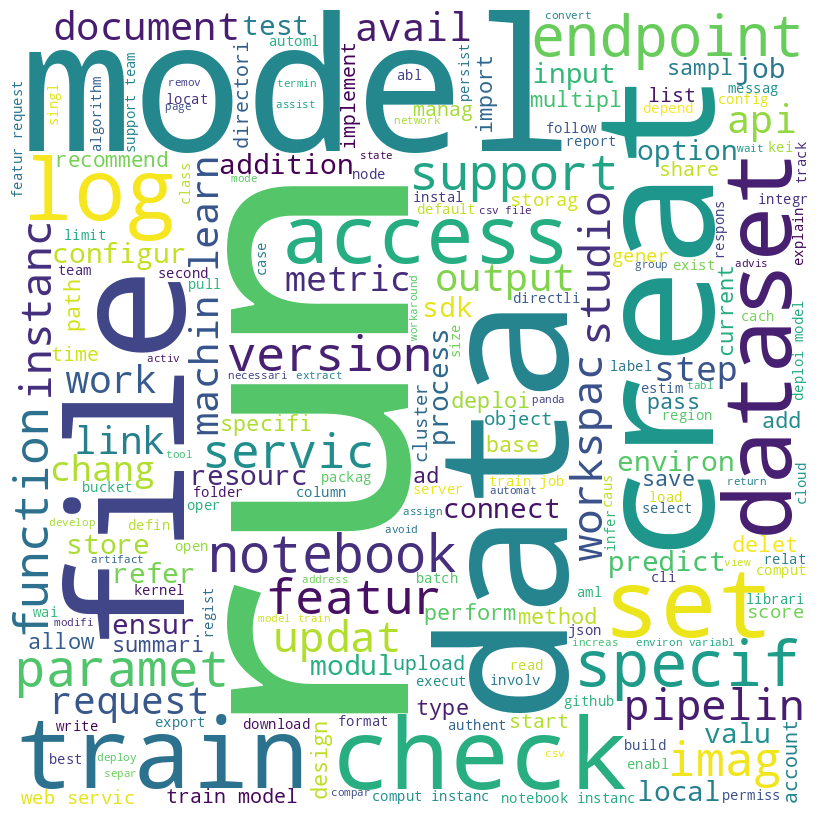 document
test
avail
convert
endpoint
model
automl
remov
abl
page
termin
assist
network
locat
singl
algorithm
support team
featur request
directori
implement
persist
import
manag
input
multipl
sampl
job
messag
list
depend
config
follow
report
api
wait
kei
option
share
track
log
recommend
class
addition
state
mode
node
support
instal
default
csv file
storag
integr
respons
explain
limit
configur
team
second
pull
path
time
activ
instanc
file
machin learn
case
access
metric
output
sdk
directli
workaround
size
studio
gener
exist
group
advis
current
cach
dataset
creat
run
data
version
necessari
extract
panda
work
link
chang
tool
bucket
function
develop
artifact
store
defin
open
refer
kernel
wai
modifi
allow
ensur
summari
regist
specifi
servic
resourc
folder
packag
oper
column
notebook
cluster
process
deploi
object
base
ad
server
train job
automat
connect
assign
avoid
workspac
label
estim
tabl
step
pass
region
add
deploi model
cloud
environ
save
load
select
return
caus
infer
predict
delet
view
relat
comput
cli
librari
score
address
batch
featur
perform
method
aml
json
set
model train
updat
modul
upload
read
execut
involv
increas
environ variabl
github
specif
paramet
request
write
export
download
format
type
authent
start
pipelin
train
best
deploy
separ
web servic
train model
design
compar
check
csv
comput instanc
notebook instanc
build
enabl
imag
valu
local
permiss
account